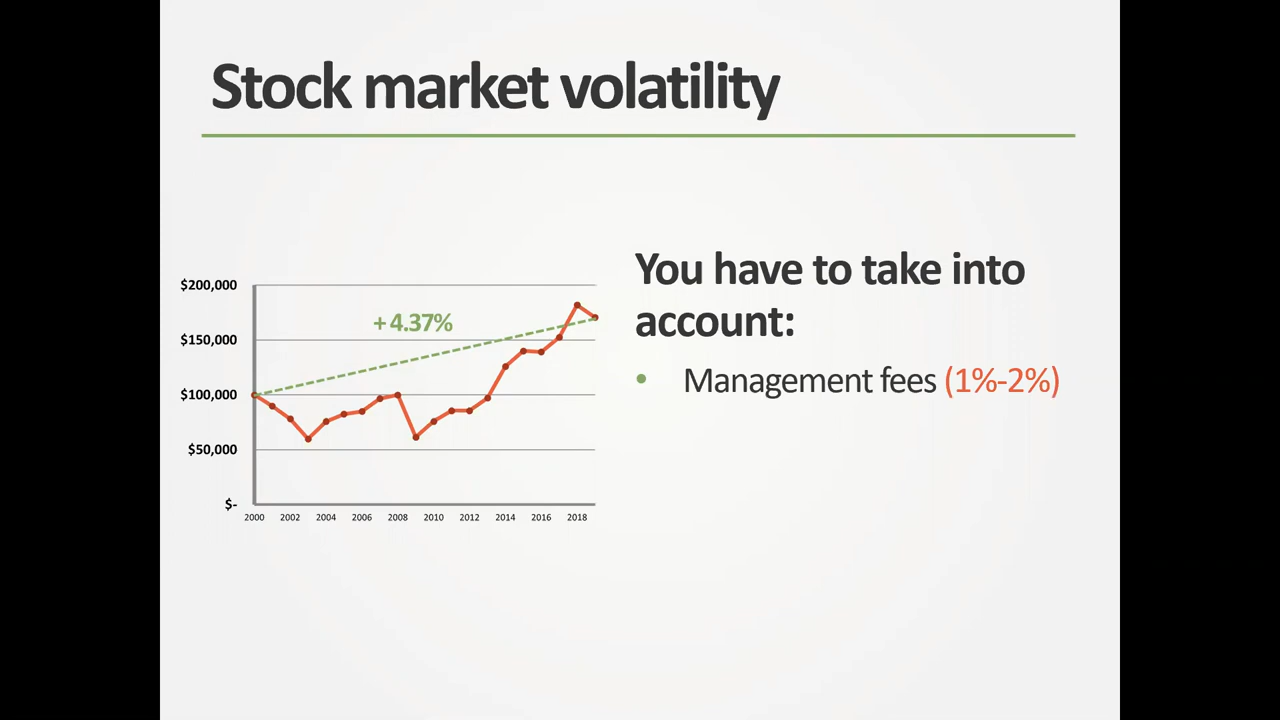 Stock market volatility
You have to take into
account:
• Management fees (1%-2%)
$200,000
$150,000
$100,000
$50,000
$-
+ 4.37%
2000 2002 2004 2006 2008 2010 2012 2014 2016 2018